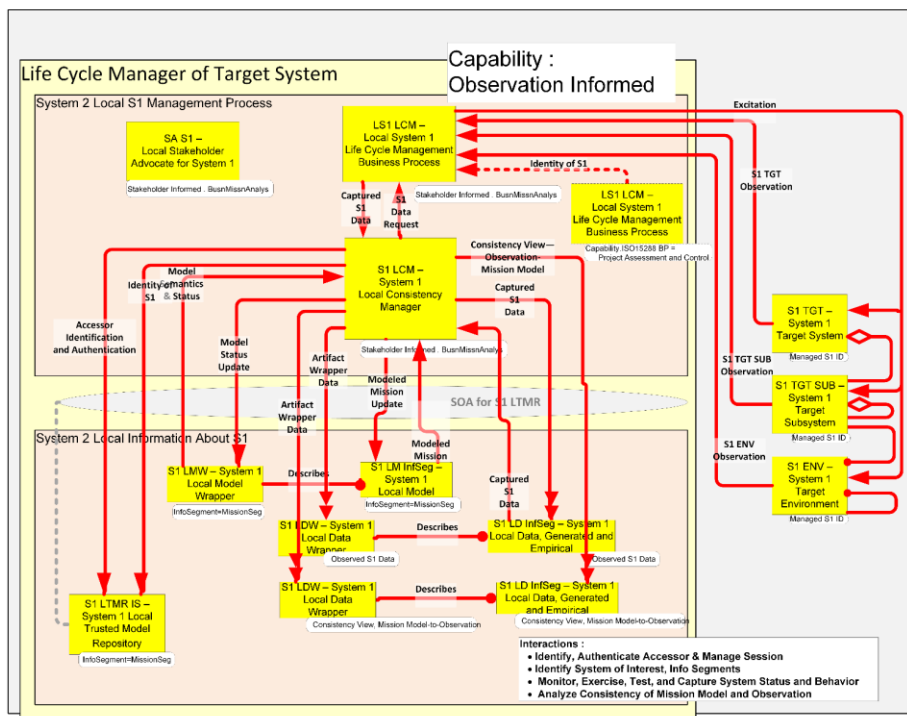 Capability :
Observation Informed
Life Cycle Manager of Target System
System 2 Local S1 Management Process
SA S1 –
Local Stakeholder
Advocate for System 1
Stakeholder Informed . BusnMissnAnalys
LS1 LCM –
Local System 1
Life Cycle Management
Business Process
Stakeholder Informed . BusnMissnAnalys
Excitation
Identity of S1
S1 TGT
Observation
LS1 LCM –
Local System 1
Life Cycle Management
Business Process
Capability.ISO15288 BP =
Project Assessment and Control
Captured
S1
Data
S1
Data
Request
S1 LCM –
System 1
Local Consistency
Manager
Stakeholder Informed . BusnMissnAnalys
Consistency View—
Observation-
Mission Model
Captured
S1
Data
Model
Semantics
& Status
Identity of
S1
Accessor
Identification
and Authentication
Model
Status
Update
Artifact
Wrapper
Data
Artifact
Wrapper
Data
Modeled
Mission
Update
S1 TGT –
System 1
Target System
Managed S1 ID
S1 TGT SUB
Observation
S1 TGT SUB –
System 1
Target
Subsystem
Managed S1 ID
S1 ENV
Observation
S1 ENV –
System 1
Target
Environment
Managed S1 ID
SOA for S1 LTMR
System 2 Local Information About S1
Modeled
Mission
Captured
S1
Data
S1 LMW – System 1
Local Model
Wrapper
InfoSegment=MissionSeg
Describes
S1 LM InfSeg –
System 1
Local Model
InfoSegment=MissionSeg
S1 LDW – System 1
Local Data
Wrapper
Observed S1 Data
Describes
S1 LD InfSeg – System 1
Local Data, Generated and
Empirical
Observed S1 Data
S1 LDW – System 1
Local Data
Wrapper
Consistency View, Mission Model-to-Observation
Describes
S1 LD InfSeg – System 1
Local Data, Generated
and Empirical
Consistency View, Mission Model-to-Observation
S1 LTMR IS –
System 1 Local
Trusted Model
Repository
InfoSegment=MissionSeg
Interactions :
• Identify, Authenticate Accessor & Manage Session
• Identify System of Interest, Info Segments
• Monitor, Exercise, Test, and Capture System Status and Behavior
• Analyze Consistency of Mission Model and Observation